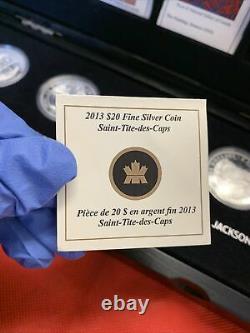 2013 $20 Fine Silver Coin
Saint-Tite-des-Caps
Pièce de 20 $ en argent fin 2013
Saint-Tite-des-Caps
JACKSON